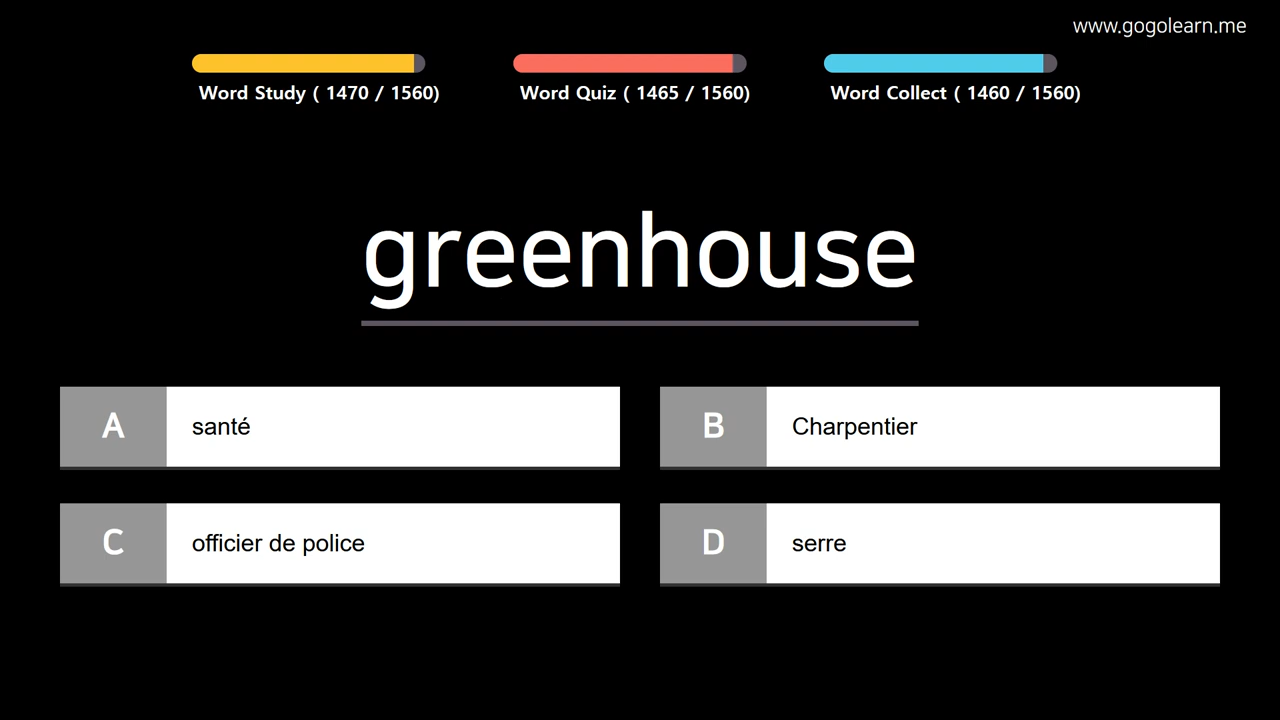 www.gogolearn.me
Word Study ( 1470 / 1560)
Word Quiz ( 1465 / 1560)
Word Collect ( 1460 / 1560)
greenhouse
A santé
B Charpentier
C officier de police
D serre